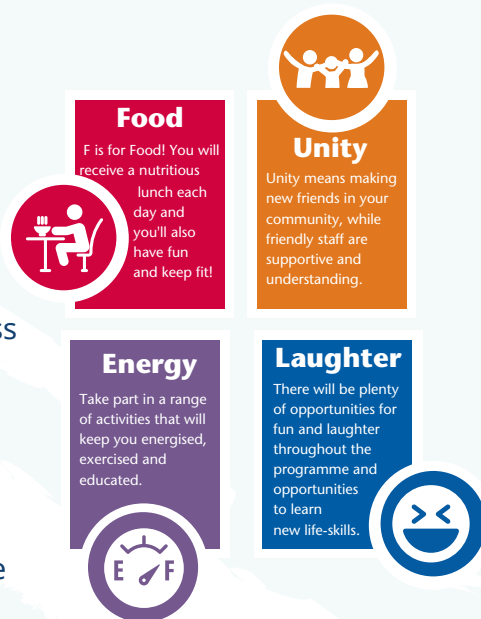 Food
F is for Food! You will
receive a nutritious
lunch each
day and
you'll also
have fun
and keep fit!
Unity
Unity means making
new friends in your
community, while
friendly staff are
supportive and
understanding.
ss
Energy
Take part in a range
of activities that will
keep you energised,
exercised and
educated.
E F
Laughter
There will be plenty
of opportunities for
fun and laughter
throughout the
programme and
opportunities
to learn
new life-skills.
e